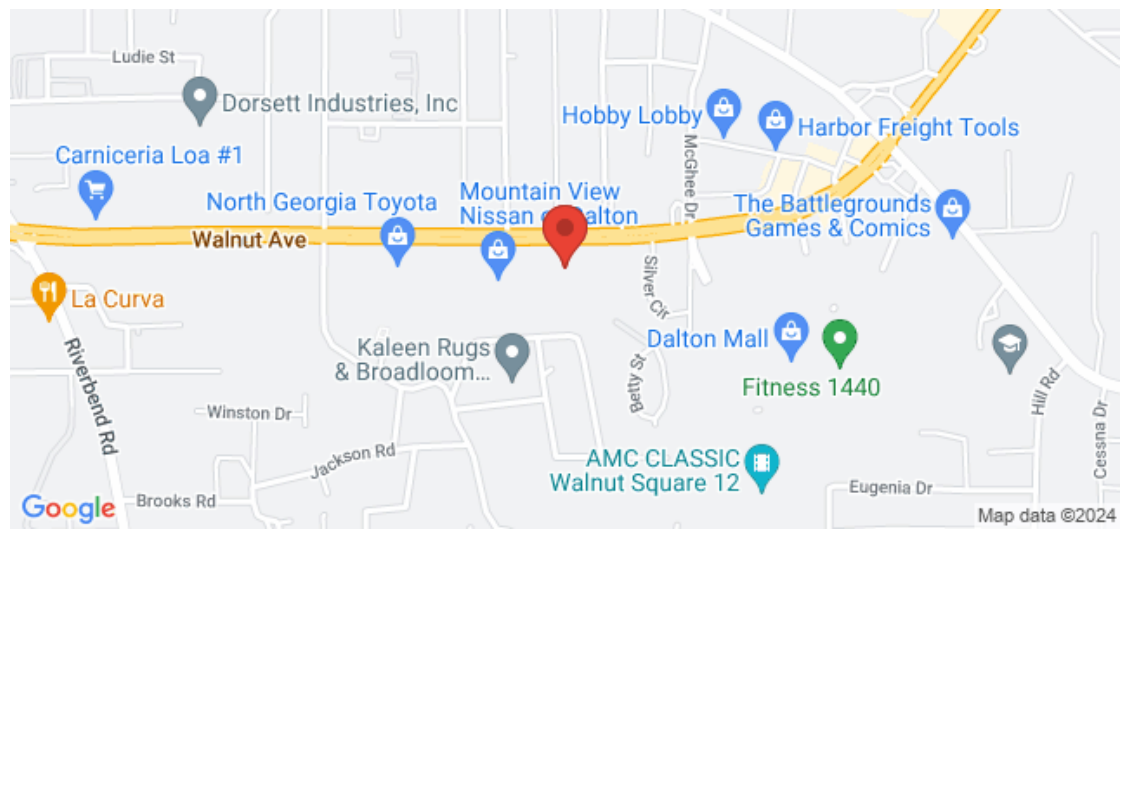 Ludie St
Dorsett Industries, Inc
Hobby Lobby
Harbor Freight Tools
Carniceria Loa #1
McGhee Dr
North Georgia Toyota
Mountain View
Nissan of Dalton
The Battlegrounds
Games & Comics
Walnut Ave
La Curva
Silver Cir
Riverbend Rd
Kaleen Rugs
& Broadloom...
Dalton Mall
Betty St
Fitness 1440
Hill Rd
Cessna Dr
Winston Dr
Jackson Rd
AMC CLASSIC
Walnut Square 12
Eugenia Dr
Brooks Rd
Google
Map data ©2024